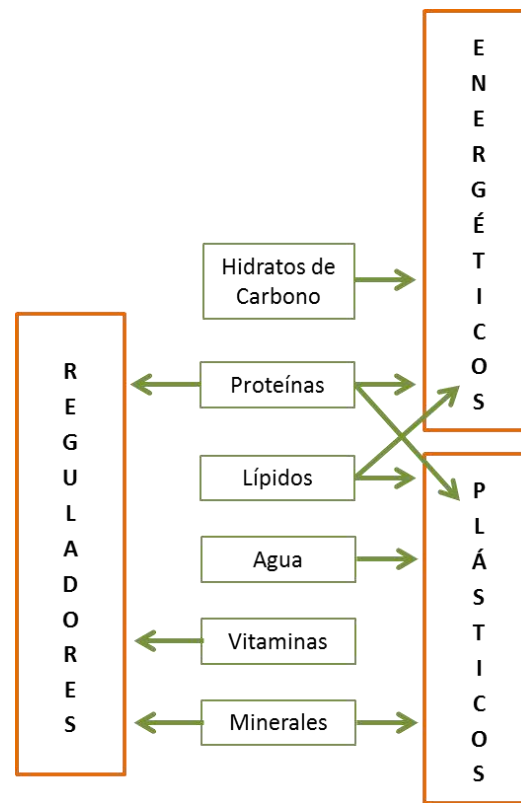 ENERGÉTICOS
Hidratos de
Carbono
REGULADORES
Proteínas
Lípidos
PLÁSTICOS
Agua
Vitaminas
Minerales